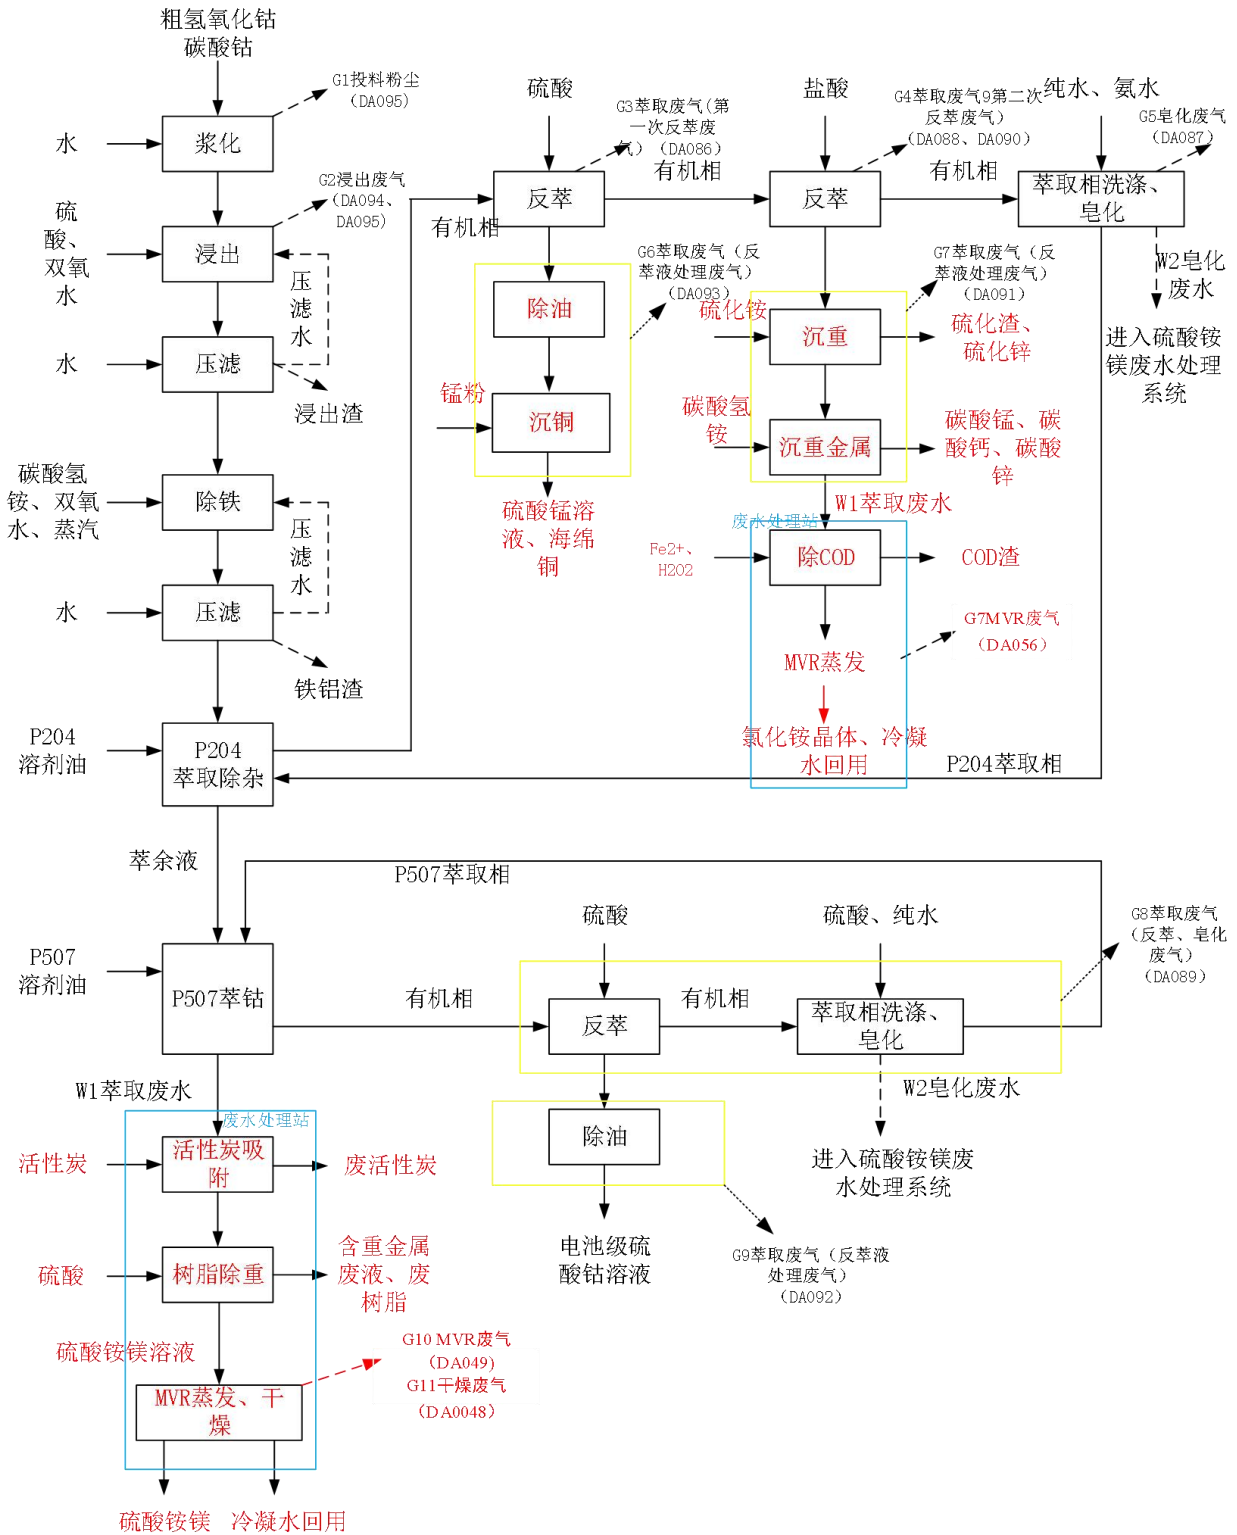 粗氢氧化钴
碳酸钴
G1投料粉尘
(DA095)
水
浆化
G2浸出废气
(DA094、
DA095)
硫
酸、
双氧
水
浸出
压
滤
水
水
压滤
浸出渣
碳酸氢
铵、双氧
水、蒸汽
除铁
压
滤
水
水
压滤
铁铝渣
P204
溶剂油
P204
萃取除杂
有机相
硫酸
G3萃取废气(第
一次反萃废
气）（DA086)
反萃
有机相
盐酸
G4萃取废气9第二次
反萃废气）
（DA088、DA090)
反萃
有机相
纯水、氨水
G5皂化废气
(DA087)
萃取相洗涤、
皂化
W2皂化
废水
进入硫酸铵
镁废水处理
系统
G6萃取废气（反
萃液处理废气）
(DA093)
除油
锰粉
沉铜
硫酸锰溶
液、海绵
铜
G7萃取废气（反
萃液处理废气）
(DA091)
硫化铵
沉重
硫化渣、
硫化锌
碳酸氢
铵
沉重金属
碳酸锰、碳
酸钙、碳酸
锌
W1萃取废水
废水处理站
Fe2+、
H2O2
除COD
COD渣
G7MVR废气
（DA056）
MVR蒸发
氯化铵晶体、冷凝
水回用
P204萃取相
萃余液
P507萃取相
P507
溶剂油
P507萃钴
有机相
硫酸
反萃
有机相
硫酸、纯水
萃取相洗涤、
皂化
G8萃取废气
（反萃、皂化
废气）
(DA089)
W2皂化废水
进入硫酸铵镁废
水处理系统
除油
电池级硫
酸钴溶液
G9萃取废气（反萃液
处理废气）
（DA092)
W1萃取废水
废水处理站
活性炭
活性炭吸
附
废活性炭
硫酸
树脂除重
含重金属
废液、废
树脂
硫酸铵镁溶液
G10 MVR废气
（DA049)
G11干燥废气
（DA0048）
MVR蒸发、干
燥
硫酸铵镁
冷凝水回用